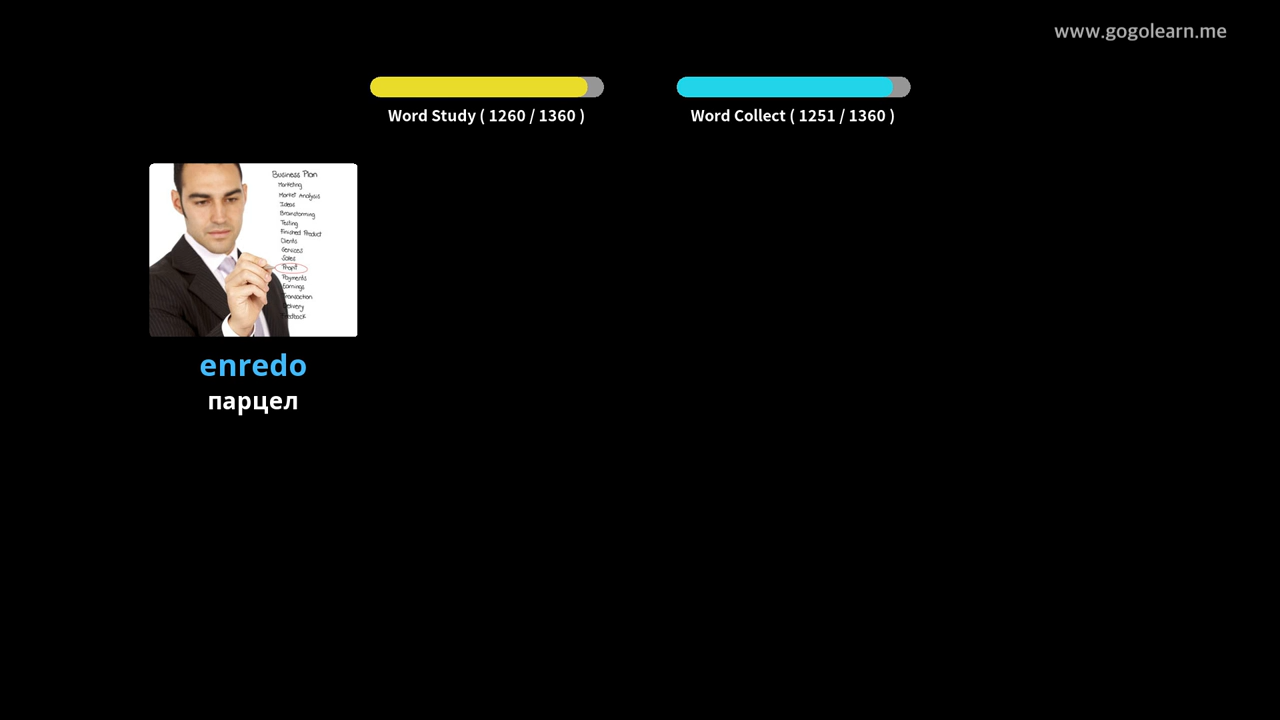 www.gogolearn.me
Word Study ( 1260 / 1360 )
Word Collect ( 1251 / 1360 )
Business Plan
Marketing
Market Analysis
Ideas
Brainstorming
Testing
Finished Product
Clients
Services
Sales
Profit
Payments
Earnings
Transaction
Delivery
Feedback
enredo
парцел